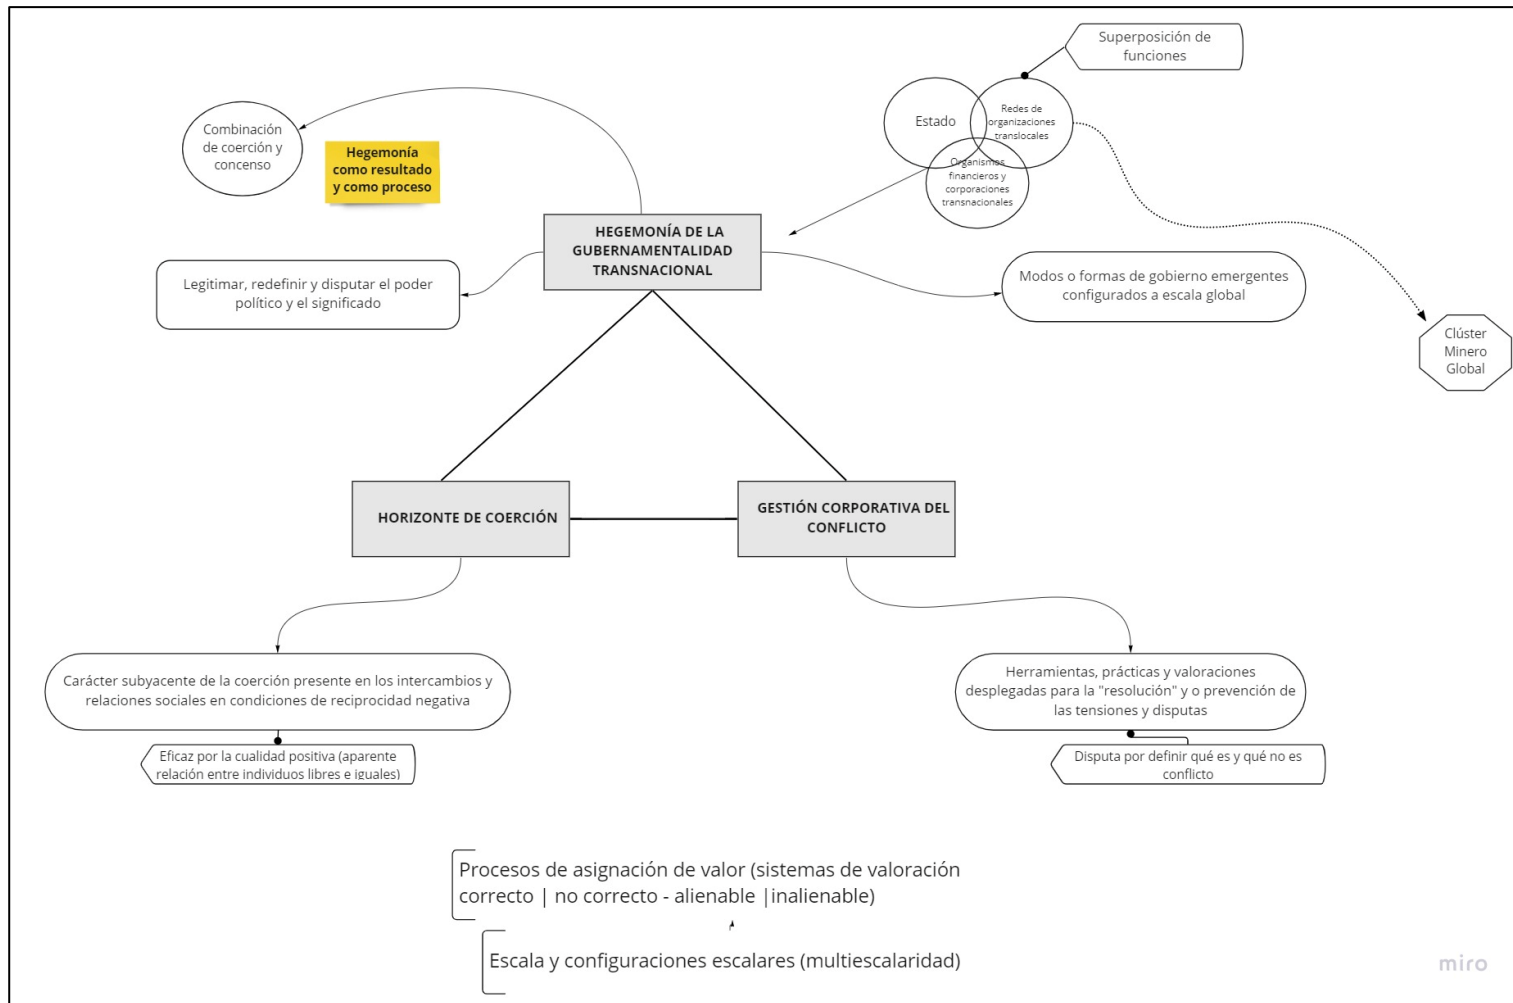 Superposición de
funciones
Combinación
de coerción y
concenso
Hegemonía
como resultado
y como proceso
Estado
Redes de
organizaciones
translocales
Organismos
financieros y
corporaciones
transnacionales
HEGEMONÍA DE LA
GUBERNAMENTALIDAD
TRANSNACIONAL
Legitimar, redefinir y disputar el poder
político y el significado
Modos o formas de gobierno emergentes
configurados a escala global
Clúster
Minero
Global
HORIZONTE DE COERCIÓN
GESTIÓN CORPORATIVA DEL
CONFLICTO
Carácter subyacente de la coerción presente en los intercambios y
relaciones sociales en condiciones de reciprocidad negativa
Eficaz por la cualidad positiva (aparente
relación entre individuos libres e iguales)
Herramientas, prácticas y valoraciones
desplegadas para la "resolución" y o prevención de
las tensiones y disputas
Disputa por definir qué es y qué no es
conflicto
Procesos de asignación de valor (sistemas de valoración
correcto | no correcto - alienable |inalienable)
Escala y configuraciones escalares (multiescalaridad)
miro